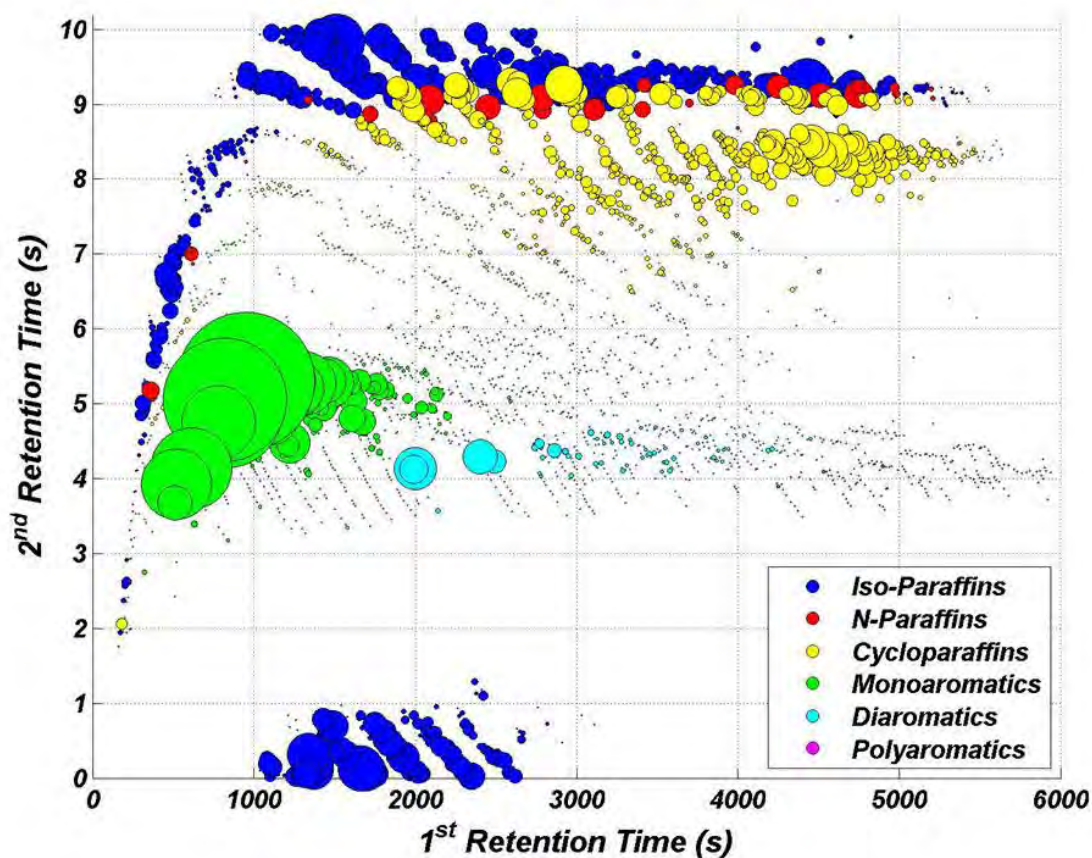 10
9
8
7
6
5
4
3
2
1
0
2nd Retention Time (s)
Iso-Paraffins
N-Paraffins
Cycloparaffins
Monoaromatics
Diaromatics
Polyaromatics
0 1000 2000 3000 4000 5000 6000
1st Retention Time (s)